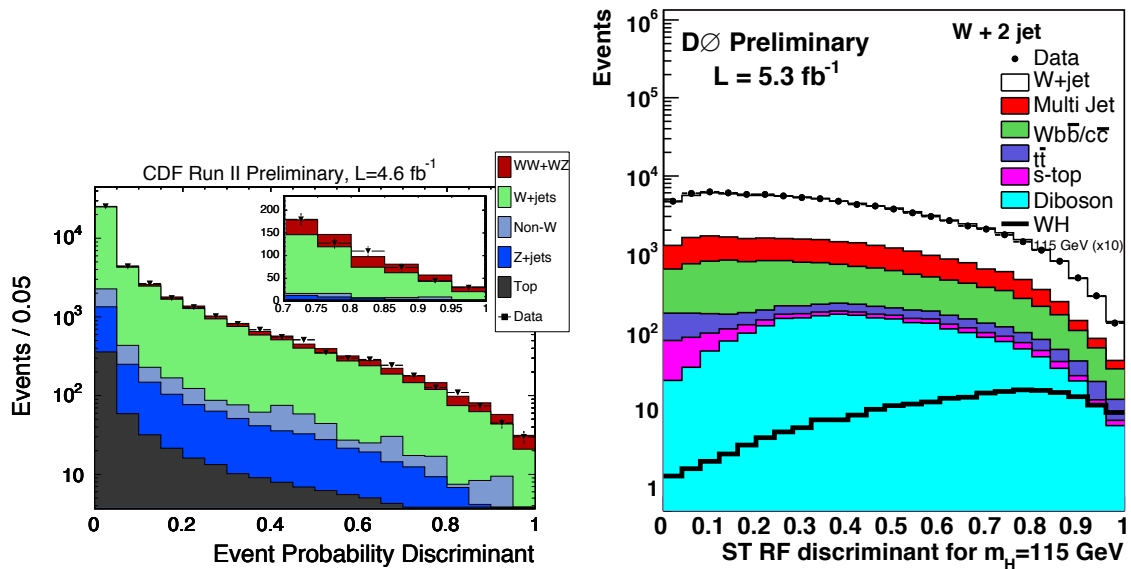 CDF Run II Preliminary, L=4.6 fb⁻¹
WW+WZ
W+jets
Non-W
Z+jets
Top
Data
Events / 0.05
10⁴
10³
10²
10
0 0.2 0.4 0.6 0.8 1
Event Probability Discriminant
200
150
100
50
0
0.7 0.75 0.8 0.85 0.9 0.95 1
Events
10⁶
10⁵
10⁴
10³
10²
10
1
DØ Preliminary
L = 5.3 fb⁻¹
W + 2 jet
Data
W+jet
Multi Jet
Wbb̅/cc̅
tt̅
s-top
Diboson
WH
115 GeV (x10)
0 0.1 0.2 0.3 0.4 0.5 0.6 0.7 0.8 0.9 1
ST RF discriminant for m_H=115 GeV